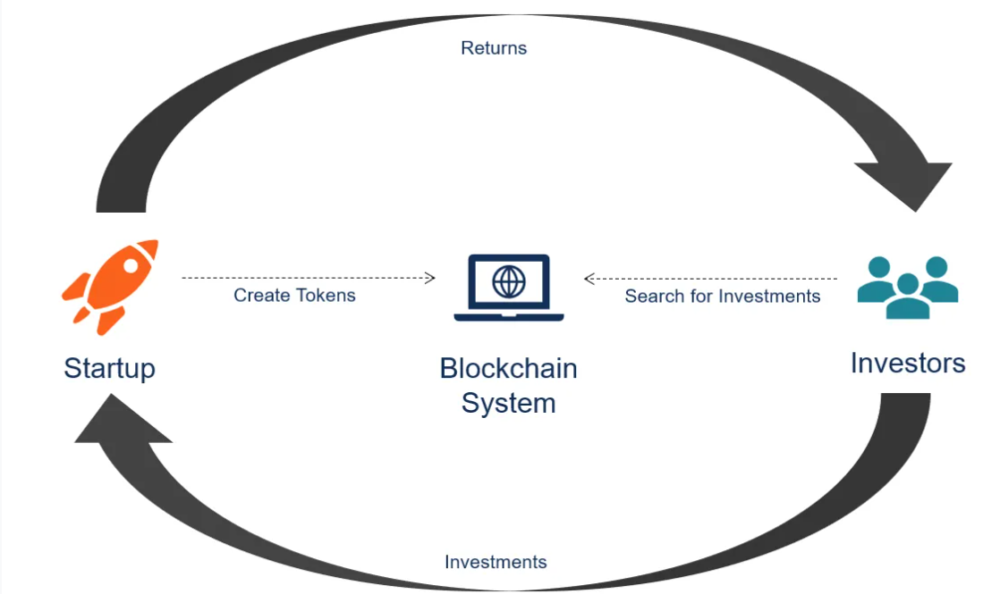 Returns
Create Tokens
Search for Investments
Startup
Blockchain
System
Investors
Investments